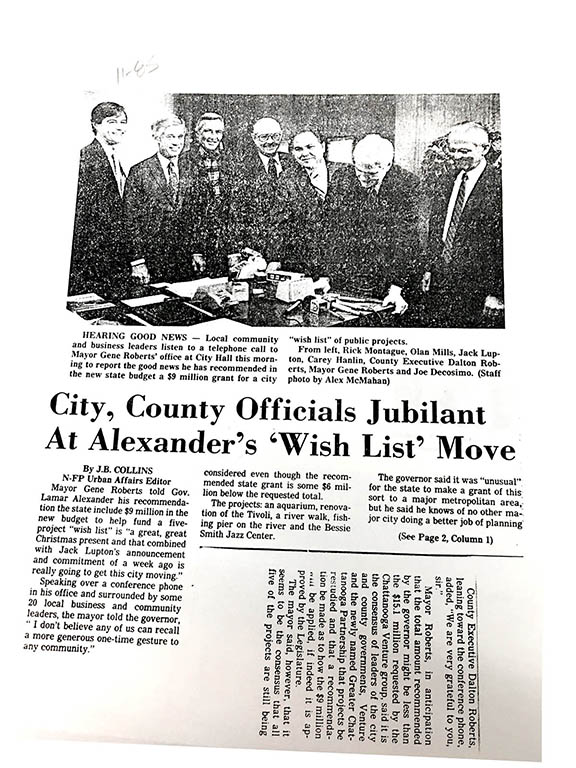 11-85
HEARING GOOD NEWS — Local community
and business leaders listen to a telephone call to
Mayor Gene Roberts' office at City Hall this morn-
ing to report the good news he has recommended in
the new state budget a $9 million grant for a city
"wish list" of public projects.
From left, Rick Montague, Olan Mills, Jack Lup-
ton, Carey Hanlin, County Executive Dalton Rob-
erts, Mayor Gene Roberts and Joe Decosimo. (Staff
photo by Alex McMahan)
City, County Officials Jubilant
At Alexander's 'Wish List' Move
By J.B. COLLINS
N-FP Urban Affairs Editor
Mayor Gene Roberts told Gov.
Lamar Alexander his recommenda-
tion the state include $9 million in the
new budget to help fund a five-
project "wish list" is "a great, great
Christmas present and that combined
with Jack Lupton's announcement
and commitment of a week ago is
really going to get this city moving."
Speaking over a conference phone
in his office and surrounded by some
20 local business and community
leaders, the mayor told the governor,
" I don't believe any of us can recall
a more generous one-time gesture to
any community."
County Executive Dalton Roberts,
leaning toward the conference phone,
added, "We are very grateful to you,
sir."
Mayor Roberts, in anticipation
that the total amount recommended
by the governor might be less than
the $15.1 million requested by the
Chattanooga Venture group, said it is
the consensus of leaders of the city
and county governments, Venture
and the newly named Greater Chat-
tanooga Partnership that projects be
restudied and that a recommenda-
tion be made as to how the $9 million
will be applied, if indeed it is ap-
proved by the Legislature.
The mayor said, however, that it
seems to be the consensus that all
five of the projects are still being
considered even though the recom-
mended state grant is some $6 mil-
lion below the requested total.
The projects: an aquarium, renova-
tion of the Tivoli, a river walk, fish-
ing pier on the river and the Bessie
Smith Jazz Center.
The governor said it was "unusual"
for the state to make a grant of this
sort to a major metropolitan area,
but he said he knows of no other ma-
jor city doing a better job of planning
(See Page 2, Column 1)